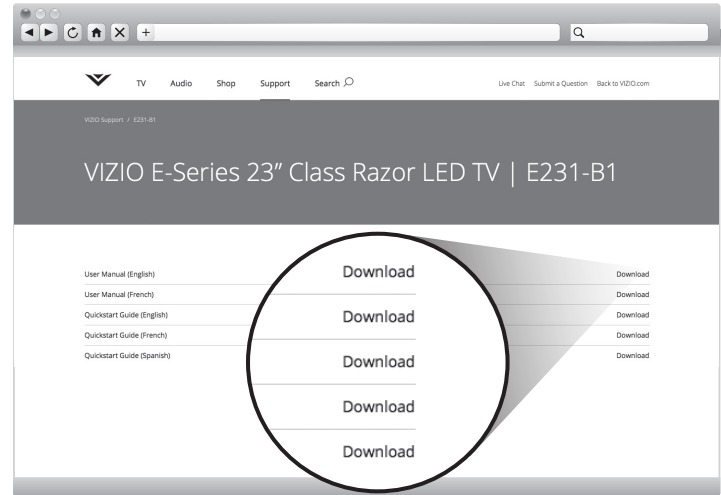 TV Audio Shop Support Search Live Chat Submit a Question Back to VIZIO.com
VIZIO Support / E231-B1
VIZIO E-Series 23" Class Razor LED TV | E231-B1
User Manual (English) Download
User Manual (French) Download
Quickstart Guide (English) Download
Quickstart Guide (French) Download
Quickstart Guide (Spanish) Download
Download
Download
Download
Download
Download